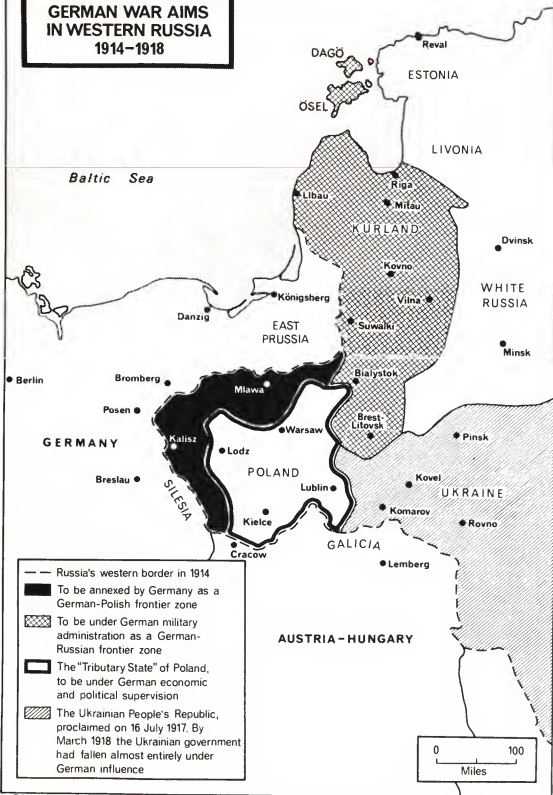 GERMAN WAR AIMS
IN WESTERN RUSSIA
1914–1918
Reval
DAGÖ
ESTONIA
ÖSEL
LIVONIA
Baltic Sea
Riga
Libau
Mitau
KURLAND
Dvinsk
Kovno
WHITE
RUSSIA
Vilna
Königsberg
Danzig
Suwalki
EAST
PRUSSIA
Minsk
Bialystok
Berlin
Bromberg
Mlawa
Posen
Brest-
Litovsk
Warsaw
Pinsk
GERMANY
Kalisz
Lodz
POLAND
Kovel
Breslau
SILESIA
Lublin
UKRAINE
Komarov
Kielce
Rovno
GALICIA
Cracow
Lemberg
Russia's western border in 1914
To be annexed by Germany as a
German-Polish frontier zone
To be under German military
administration as a German-
Russian frontier zone
The "Tributary State" of Poland,
to be under German economic
and political supervision
The Ukrainian People's Republic,
proclaimed on 16 July 1917. By
March 1918 the Ukrainian government
had fallen almost entirely under
German influence
AUSTRIA–HUNGARY
0 100
Miles